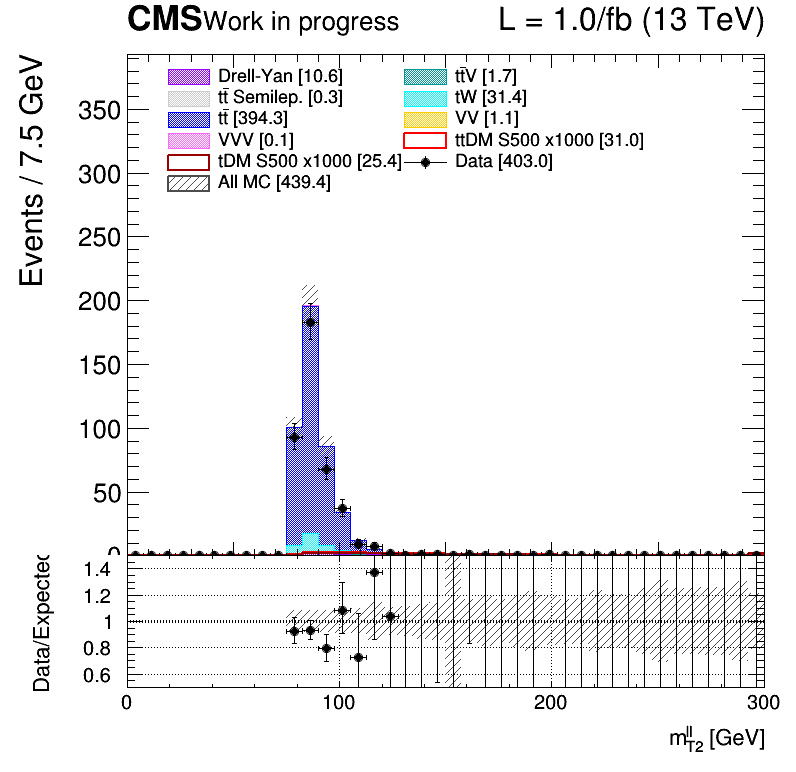 CMS Work in progress L = 1.0/fb (13 TeV)
Events / 7.5 GeV
Drell-Yan [10.6] tt̄V [1.7]
tt̄ Semilep. [0.3] tW [31.4]
tt̄ [394.3] VV [1.1]
VVV [0.1] ttDM S500 x1000 [31.0]
tDM S500 x1000 [25.4] Data [403.0]
All MC [439.4]
350
300
250
200
150
100
50
0
Data/Expected
1.4
1.2
1
0.8
0.6
0 100 200 300
m_{T2}^{ll} [GeV]